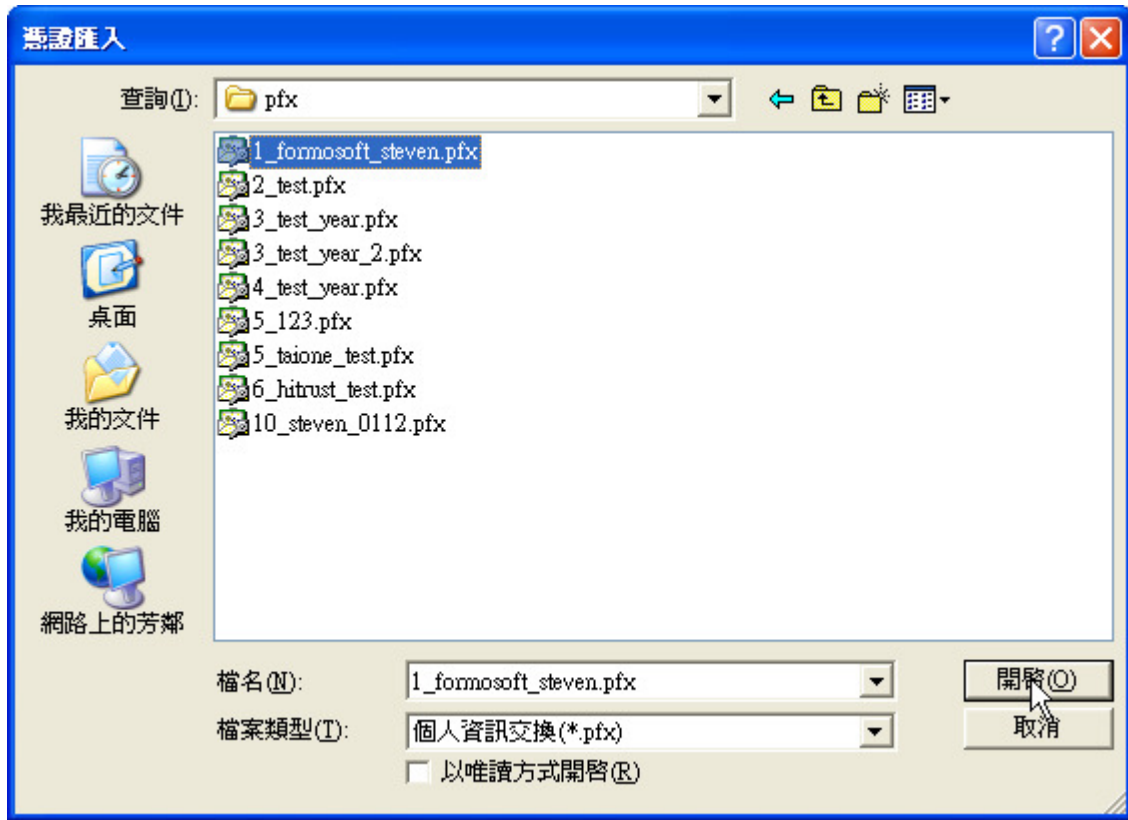 憑證匯入
查詢(I):
pfx
我最近的文件
桌面
我的文件
我的電腦
網路上的芳鄰
1_formosoft_steven.pfx
2_test.pfx
3_test_year.pfx
3_test_year_2.pfx
4_test_year.pfx
5_123.pfx
5_taione_test.pfx
6_hitrust_test.pfx
10_steven_0112.pfx
檔名(N):
1_formosoft_steven.pfx
開啓(O)
檔案類型(T):
個人資訊交換(*.pfx)
取消
以唯讀方式開啓(R)